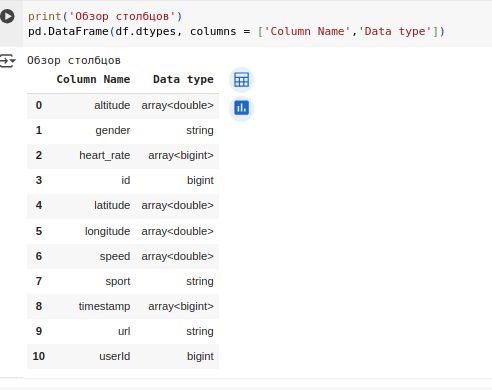 print('Обзор столбцов')
pd.DataFrame(df.dtypes, columns = ['Column Name','Data type'])
Обзор столбцов
Column Name Data type
0 altitude array<double>
1 gender string
2 heart_rate array<bigint>
3 id bigint
4 latitude array<double>
5 longitude array<double>
6 speed array<double>
7 sport string
8 timestamp array<bigint>
9 url string
10 userId bigint